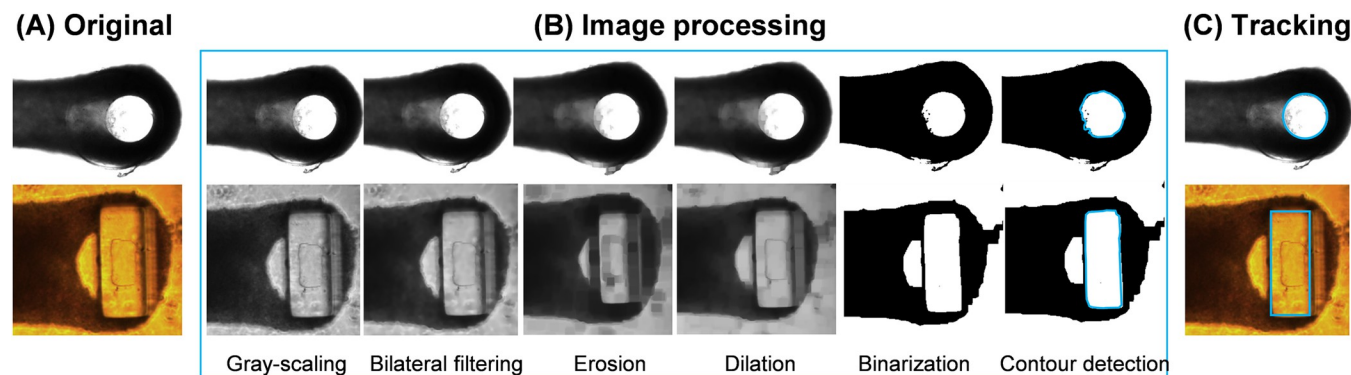 (A) Original
(B) Image processing
(C) Tracking
Gray-scaling
Bilateral filtering
Erosion
Dilation
Binarization
Contour detection